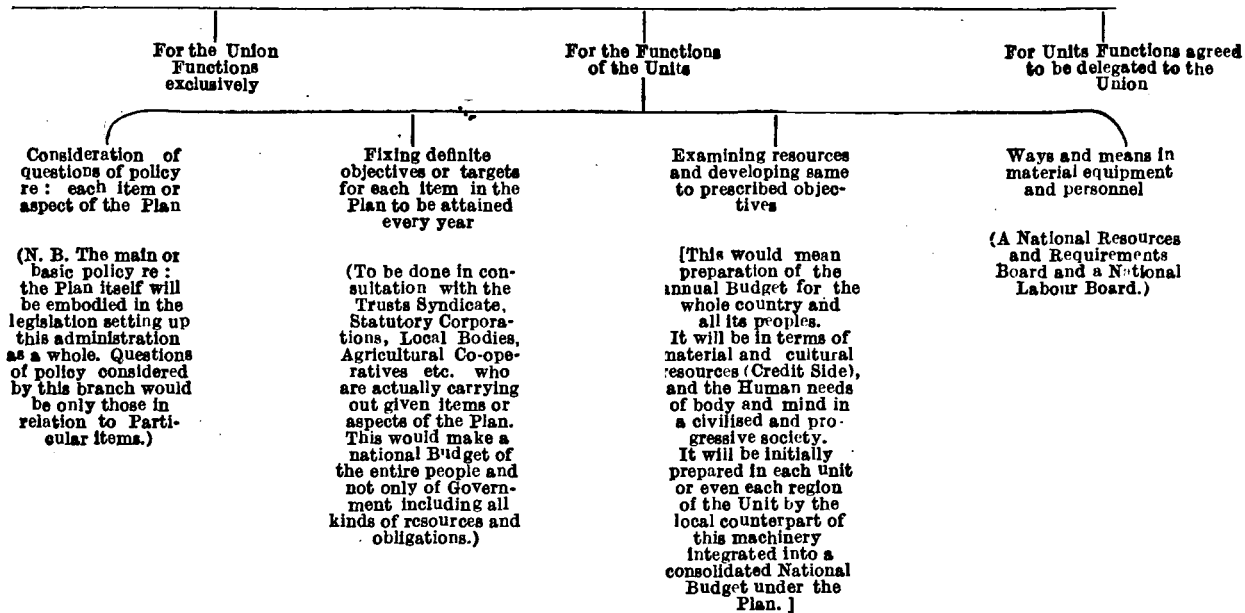 For the Union
Functions
exclusively
For the Functions
of the Units
For Units Functions agreed
to be delegated to the
Union
Consideration of
questions of policy
re : each item or
aspect of the Plan
(N. B. The main or
basic policy re :
the Plan itself will
be embodied in the
legislation setting up
this administration
as a whole. Questions
of policy considered
by this branch would
be only those in
relation to Parti-
cular items.)
Fixing definite
objectives or targets
for each item in the
Plan to be attained
every year
(To be done in con-
sultation with the
Trusts Syndicate,
Statutory Corpora-
tions, Local Bodies,
Agricultural Co-ope-
ratives etc. who
are actually carrying
out given items or
aspects of the Plan.
This would make a
national Budget of
the entire people and
not only of Govern-
ment including all
kinds of resources and
obligations.)
Examining resources
and developing same
to prescribed objec-
tives
[This would mean
preparation of the
annual Budget for the
whole country and
all its peoples.
It will be in terms of
material and cultural
resources (Credit Side),
and the Human needs
of body and mind in
a civilised and pro-
gressive society.
It will be initially
prepared in each unit
or even each region
of the Unit by the
local counterpart of
this machinery
integrated into a
consolidated National
Budget under the
Plan. ]
Ways and means in
material equipment
and personnel
(A National Resources
and Requirements
Board and a National
Labour Board.)